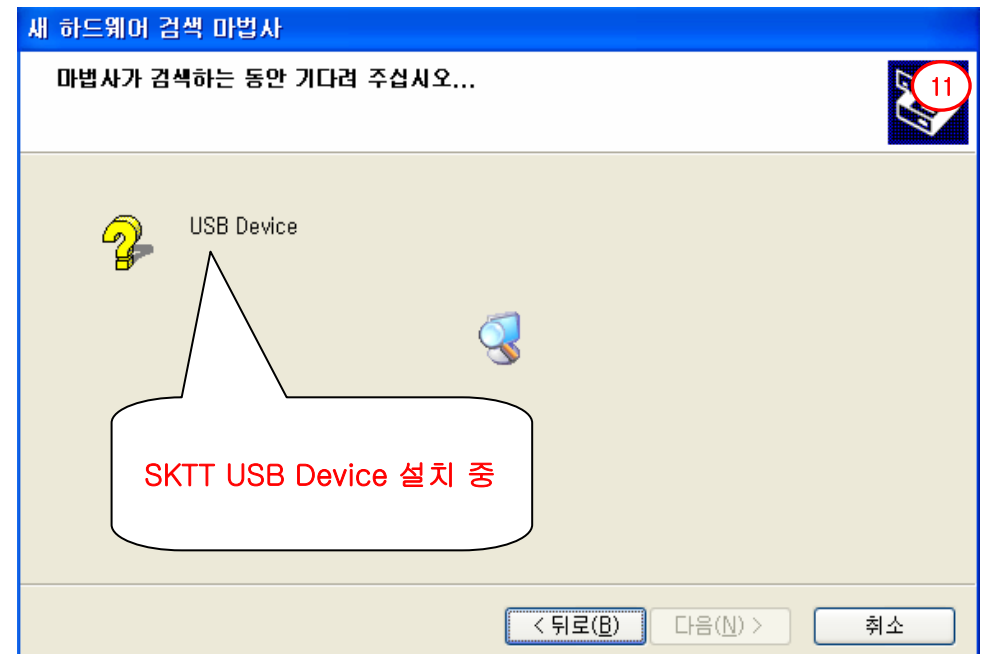 새 하드웨어 검색 마법사
마법사가 검색하는 동안 기다려 주십시오...
11
USB Device
SKTT USB Device 설치 중
< 뒤로(B)
다음(N) >
취소